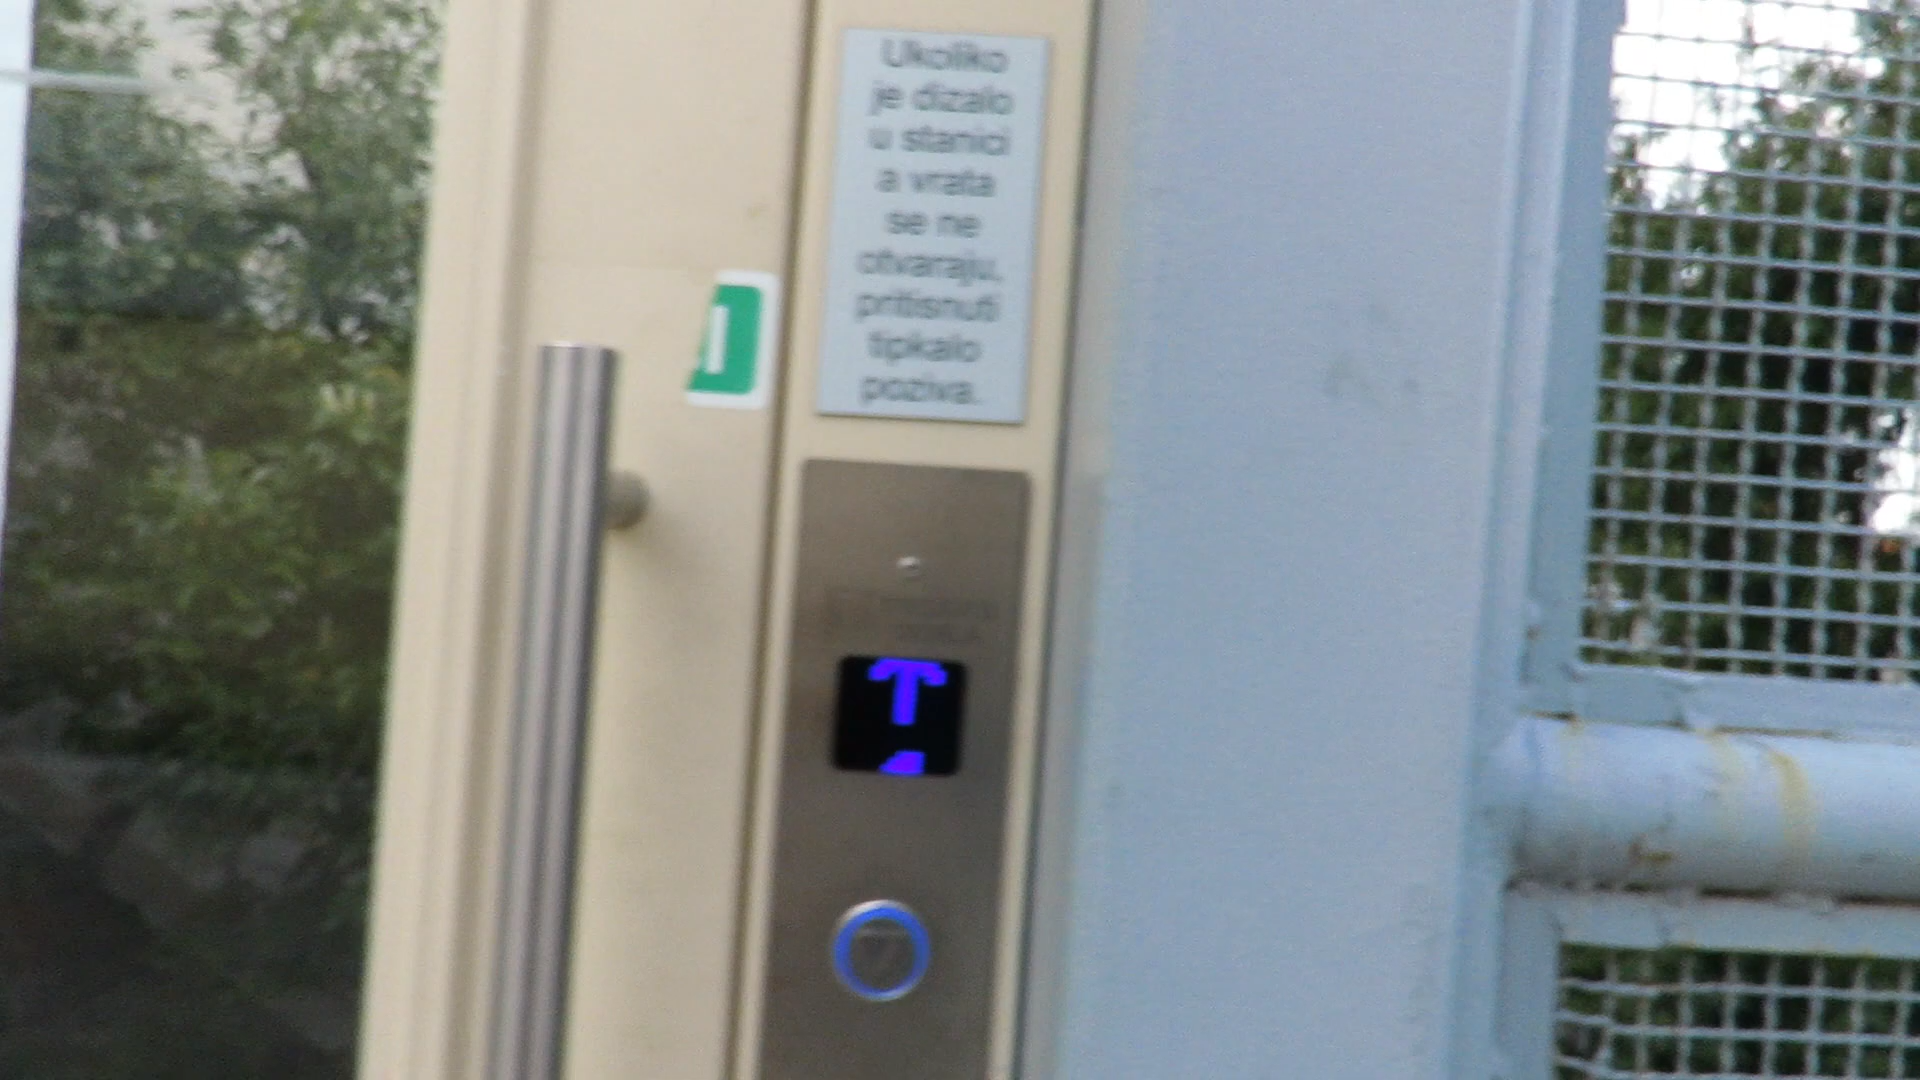 Ukoliko
je dizalo
u stanici
a vrata
se ne
otvaraju,
pritisnuti
tipkalo
poziva.